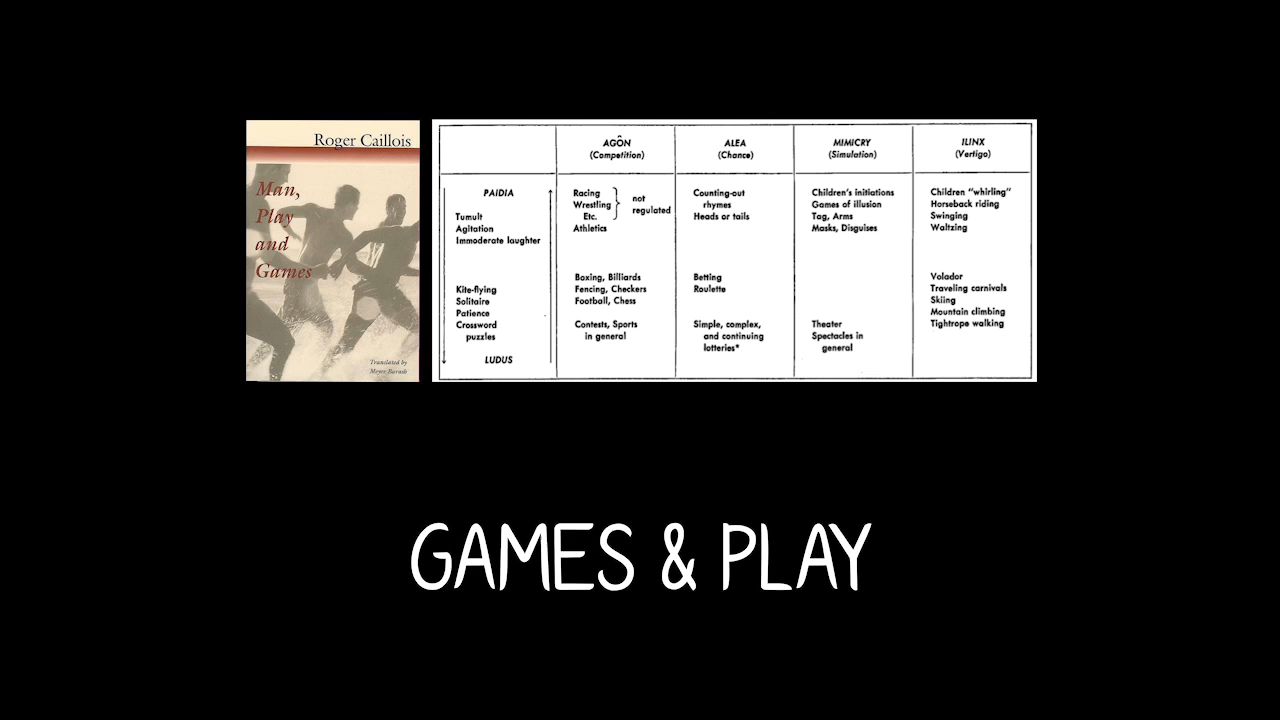 Roger Caillois
Man,
Play
and
Games
Translated by
Meyer Barash
AGÔN
(Competition)
ALEA
(Chance)
MIMICRY
(Simulation)
ILINX
(Vertigo)
PAIDIA
Tumult
Agitation
Immoderate laughter
Kite-flying
Solitaire
Patience
Crossword
puzzles
LUDUS
Racing
Wrestling
Etc.
not
regulated
Athletics
Boxing, Billiards
Fencing, Checkers
Football, Chess
Contests, Sports
in general
Counting-out
rhymes
Heads or tails
Betting
Roulette
Simple, complex,
and continuing
lotteries*
Children's initiations
Games of illusion
Tag, Arms
Masks, Disguises
Theater
Spectacles in
general
Children "whirling"
Horseback riding
Swinging
Waltzing
Volador
Traveling carnivals
Skiing
Mountain climbing
Tightrope walking
GAMES & PLAY